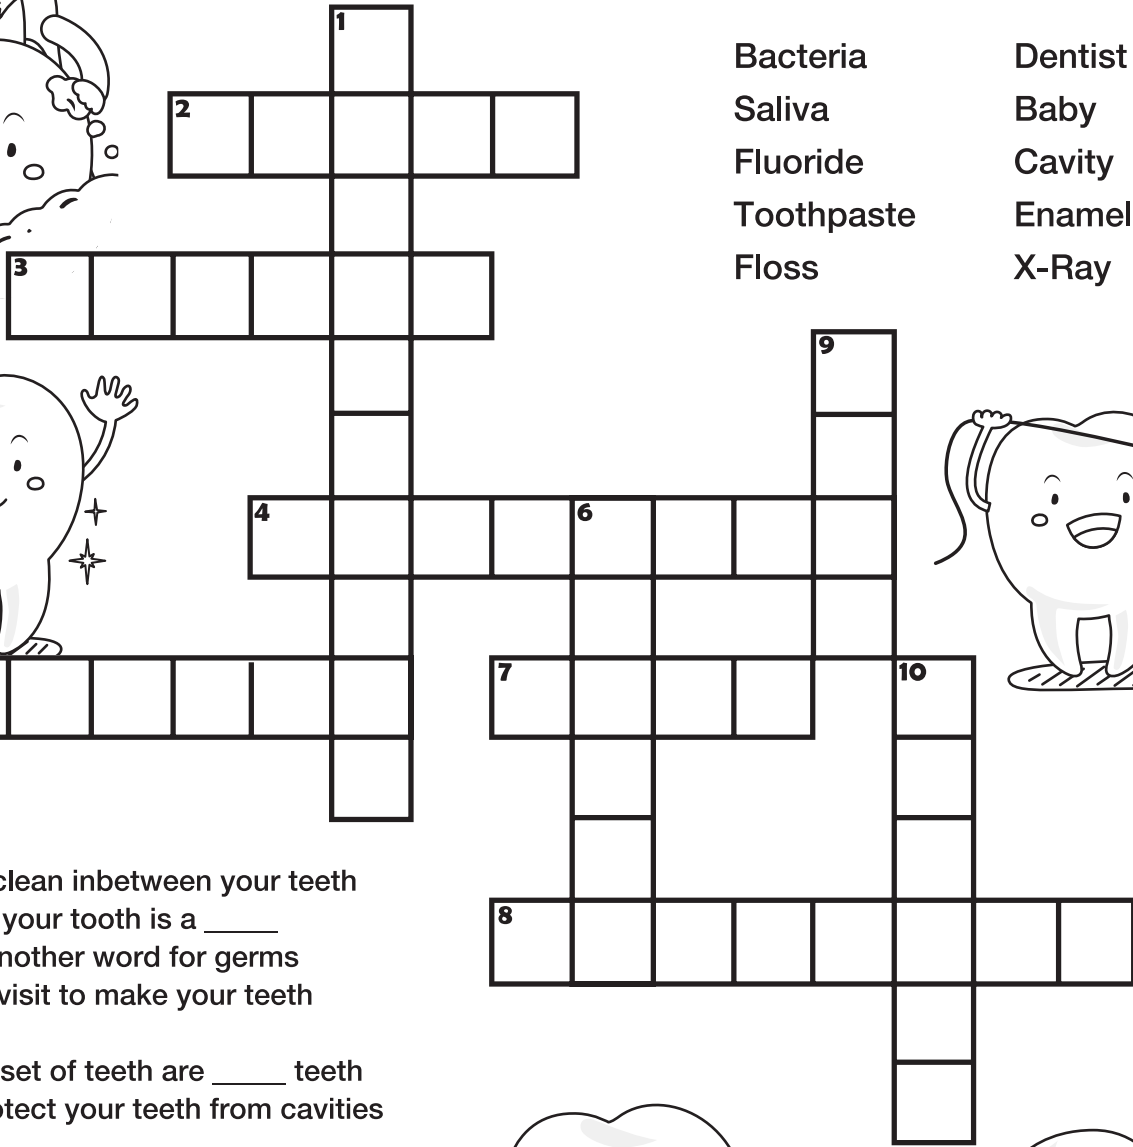 1
2
3
4
6
9
7
10
8
Bacteria
Saliva
Fluoride
Toothpaste
Floss
Dentist
Baby
Cavity
Enamel
X-Ray
clean inbetween your teeth
your tooth is a _____
word for germs
visit to make your teeth
set of teeth are _____ teeth
your teeth from cavities